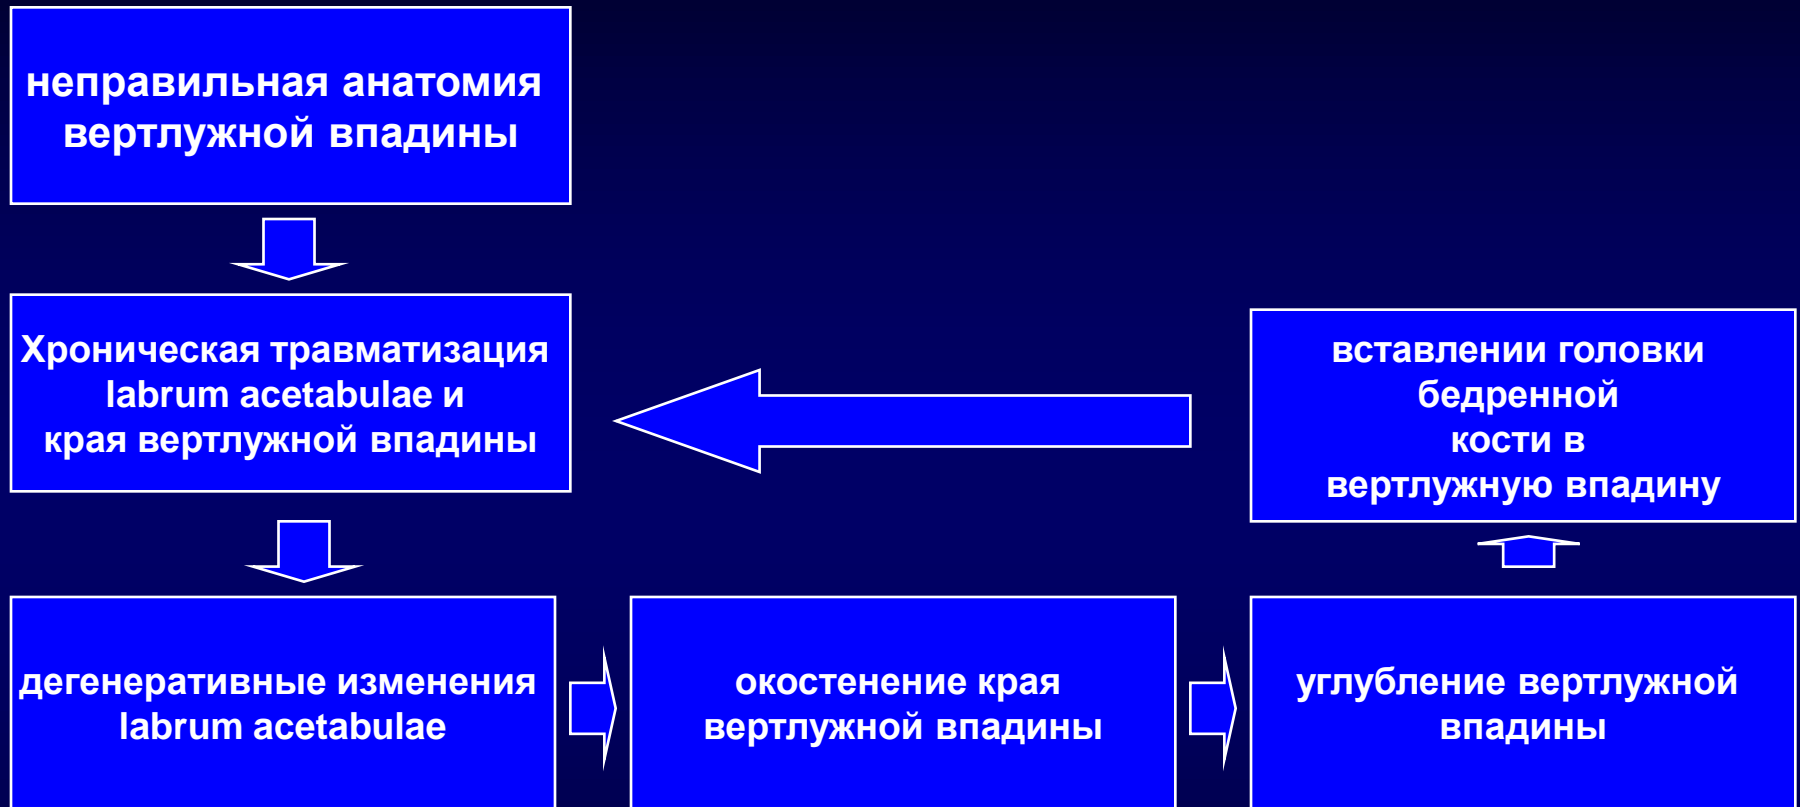 неправильная анатомия
вертлужной впадины
Хроническая травматизация
labrum acetabulae и
края вертлужной впадины
вставлении головки
бедренной
кости в
вертлужную впадину
дегенеративные изменения
labrum acetabulae
окостенение края
вертлужной впадины
углубление вертлужной
впадины